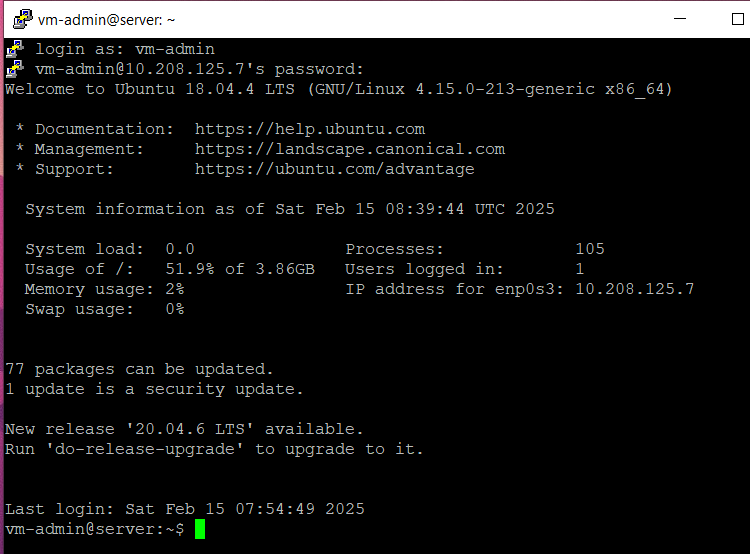 vm-admin@server: ~
login as: vm-admin
vm-admin@10.208.125.7's password:
Welcome to Ubuntu 18.04.4 LTS (GNU/Linux 4.15.0-213-generic x86_64)
* Documentation:  https://help.ubuntu.com
* Management:     https://landscape.canonical.com
* Support:        https://ubuntu.com/advantage
System information as of Sat Feb 15 08:39:44 UTC 2025
System load:  0.0               Processes:             105
Usage of /:   51.9% of 3.86GB   Users logged in:       1
Memory usage: 2%                IP address for enp0s3: 10.208.125.7
Swap usage:   0%
77 packages can be updated.
1 update is a security update.
New release '20.04.6 LTS' available.
Run 'do-release-upgrade' to upgrade to it.
Last login: Sat Feb 15 07:54:49 2025
vm-admin@server:~$